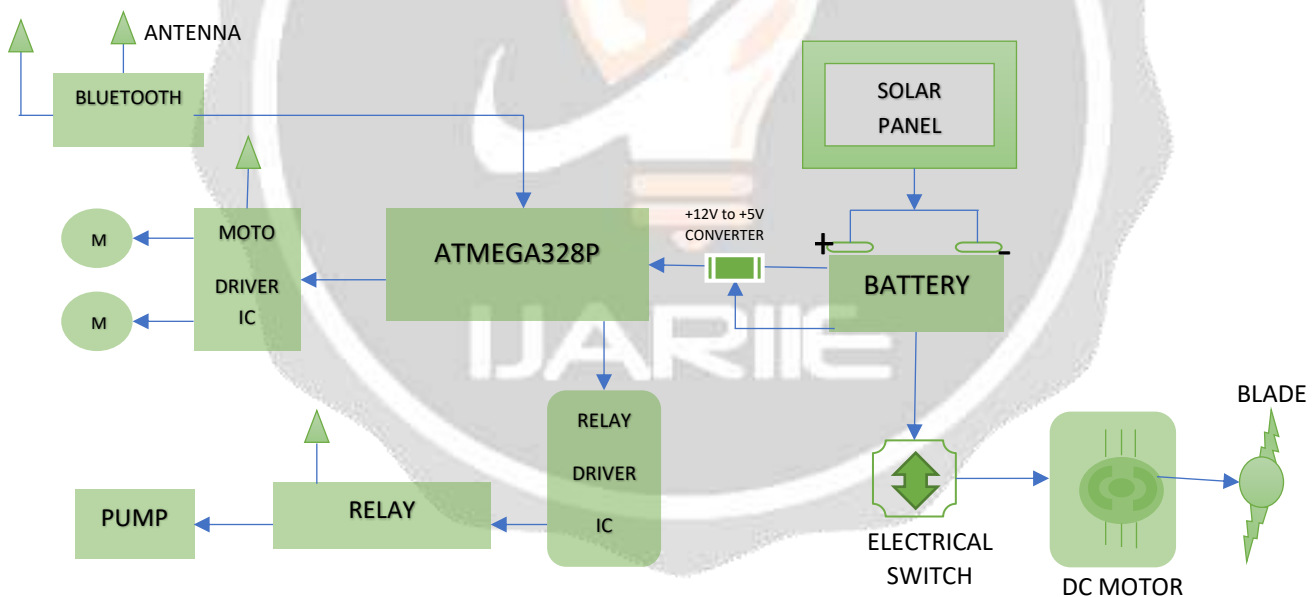 ANTENNA
BLUETOOTH
SOLAR
PANEL
+12V to +5V
CONVERTER
M
MOTO
DRIVER
IC
M
ATMEGA328P
+
-
BATTERY
IJARIIE
RELAY
DRIVER
IC
RELAY
PUMP
ELECTRICAL
SWITCH
DC MOTOR
BLADE